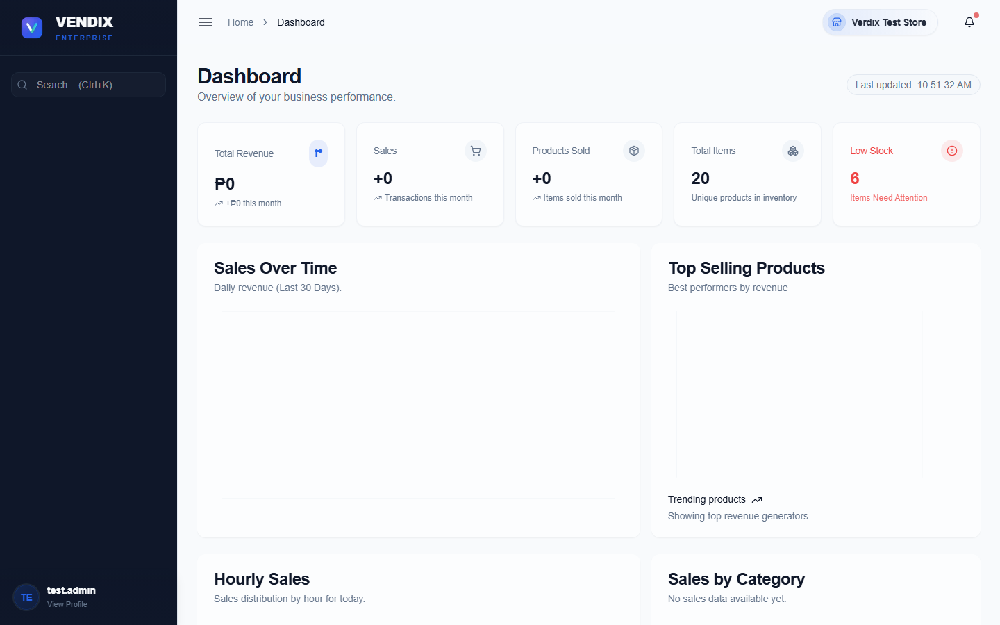 VENDIX
ENTERPRISE
Search... (Ctrl+K)
test.admin
View Profile
TE
Home > Dashboard
Verdix Test Store
Dashboard
Overview of your business performance.
Last updated: 10:51:32 AM
Total Revenue
₱
₱0
+₱0 this month
Sales
+0
Transactions this month
Products Sold
+0
Items sold this month
Total Items
20
Unique products in inventory
Low Stock
6
Items Need Attention
Sales Over Time
Daily revenue (Last 30 Days).
Top Selling Products
Best performers by revenue
Trending products
Showing top revenue generators
Hourly Sales
Sales distribution by hour for today.
Sales by Category
No sales data available yet.